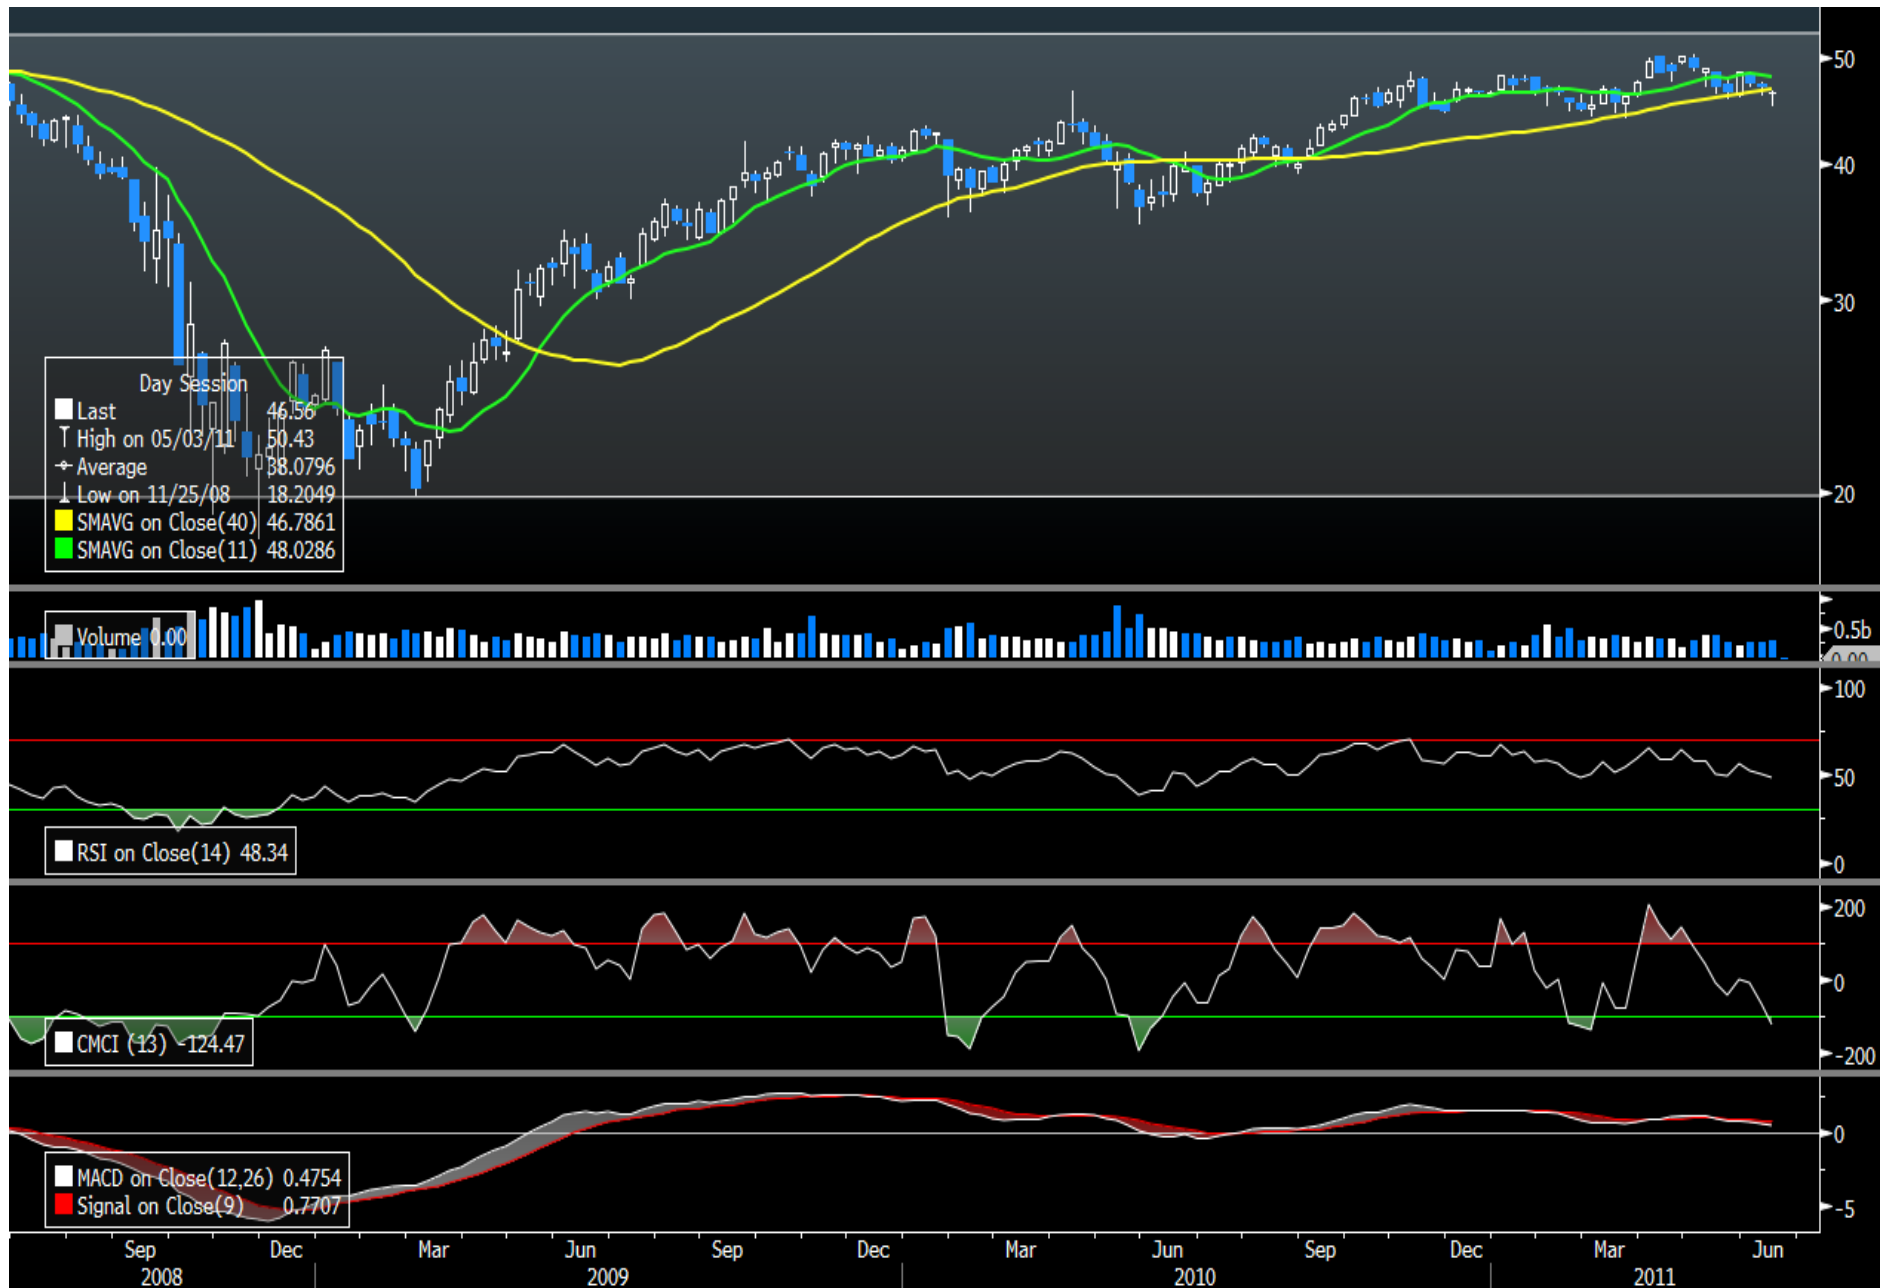 50
40
30
20
Day Session
Last 46.56
High on 05/03/11 50.43
Average 38.0796
Low on 11/25/08 18.2049
SMAVG on Close(40) 46.7861
SMAVG on Close(11) 48.0286
Volume 0.00
0.5b
0.00
100
50
0
RSI on Close(14) 48.34
200
0
-200
CMCI (13) -124.47
0
-5
MACD on Close(12,26) 0.4754
Signal on Close(9) 0.7707
Sep Dec Mar Jun Sep Dec Mar Jun Sep Dec Mar Jun
2008 2009 2010 2011